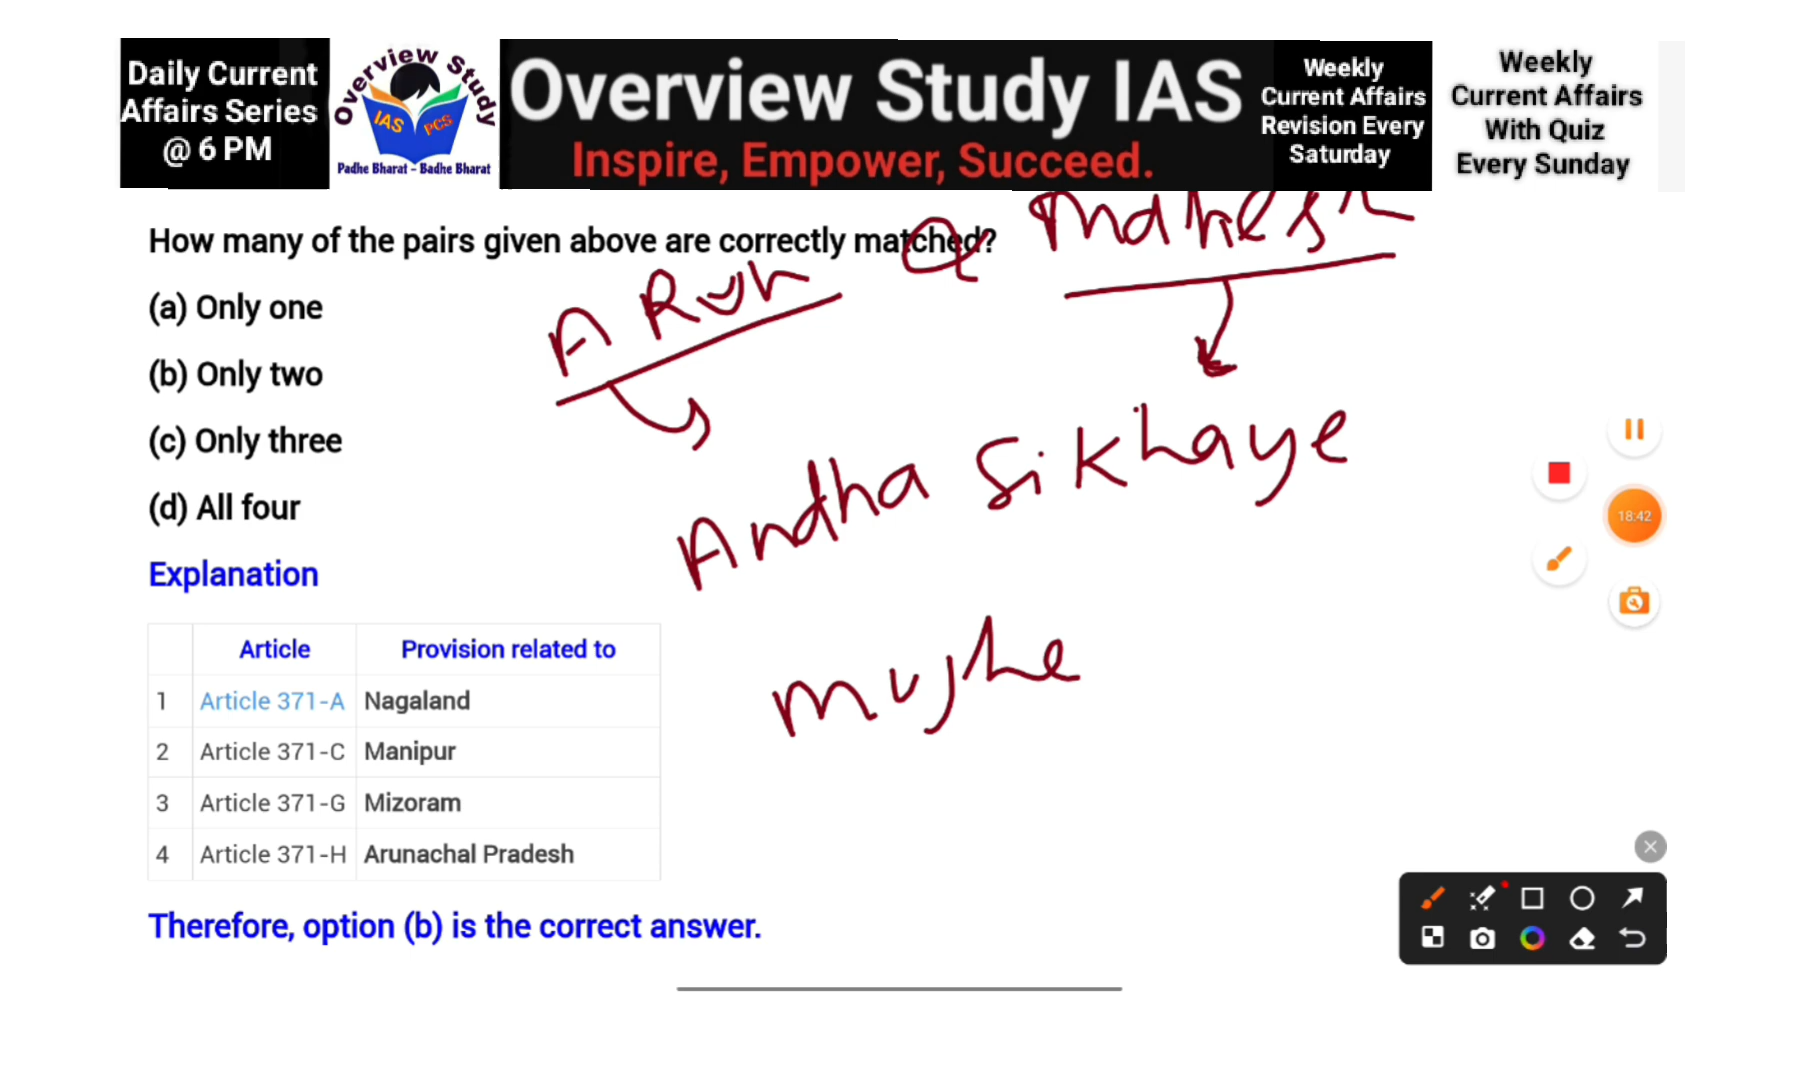 Daily Current
Affairs Series
@ 6 PM
Overview Study
IAS PCS
Padhe Bharat - Badhe Bharat
Overview Study IAS
Inspire, Empower, Succeed.
Weekly
Current Affairs
Revision Every
Saturday
Weekly
Current Affairs
With Quiz
Every Sunday
How many of the pairs given above are correctly matched?
(a) Only one
(b) Only two
(c) Only three
(d) All four
ARun
Mahesh
Andha Sikhaye
mujhe
18:42
Explanation
Article Provision related to
1 Article 371-A Nagaland
2 Article 371-C Manipur
3 Article 371-G Mizoram
4 Article 371-H Arunachal Pradesh
Therefore, option (b) is the correct answer.